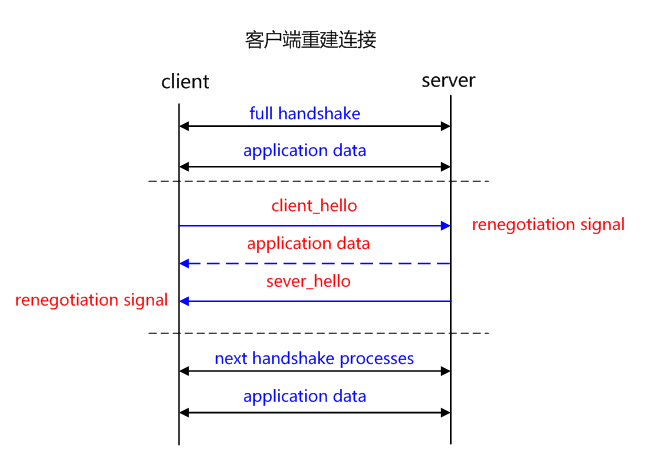 客户端重建连接
client
server
full handshake
application data
client_hello
renegotiation signal
application data
sever_hello
renegotiation signal
next handshake processes
application data